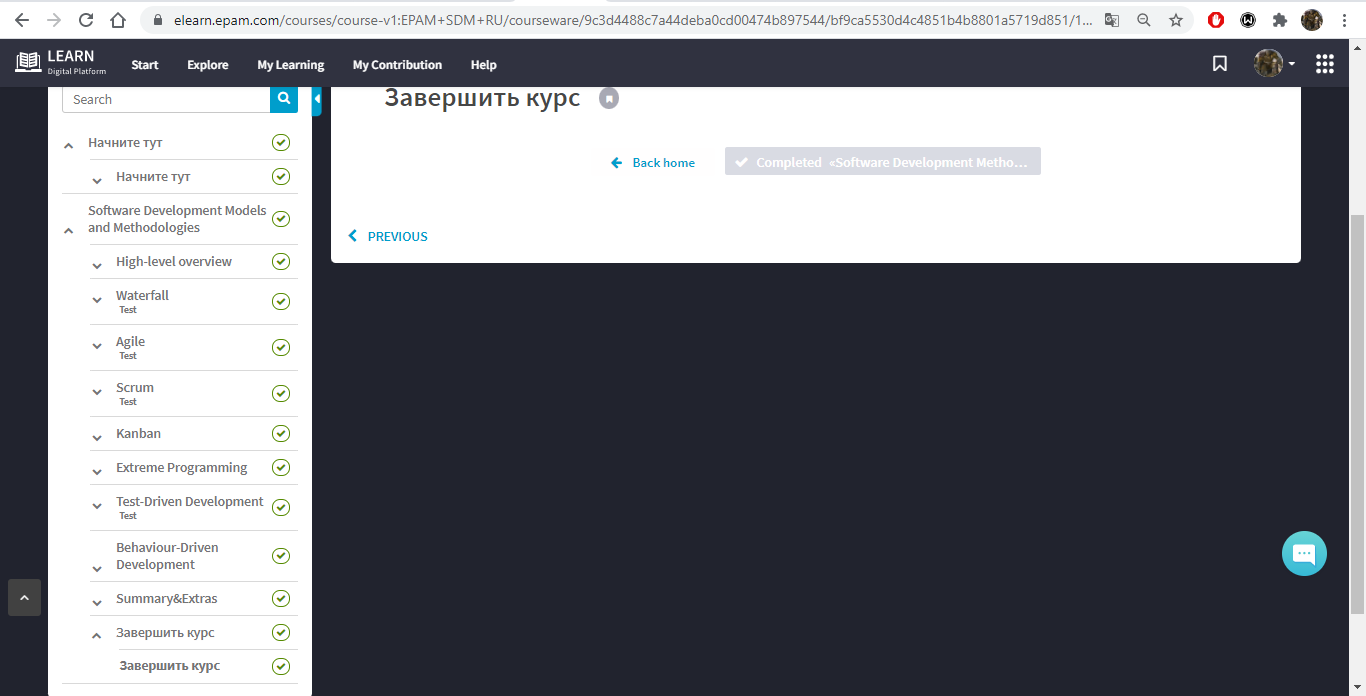 elearn.epam.com/courses/course-v1:EPAM+SDM+RU/courseware/9c3d4488c7a44deba0cd00474b897544/bf9ca5530d4c4851b4b8801a5719d851/1...
LEARN
Digital Platform
Start
Explore
My Learning
My Contribution
Help
Search
Начните тут
Начните тут
Software Development Models
and Methodologies
High-level overview
Waterfall
Test
Agile
Test
Scrum
Test
Kanban
Extreme Programming
Test-Driven Development
Test
Behaviour-Driven
Development
Summary&Extras
Завершить курс
Завершить курс
Завершить курс
Back home
Completed «Software Development Metho...
PREVIOUS